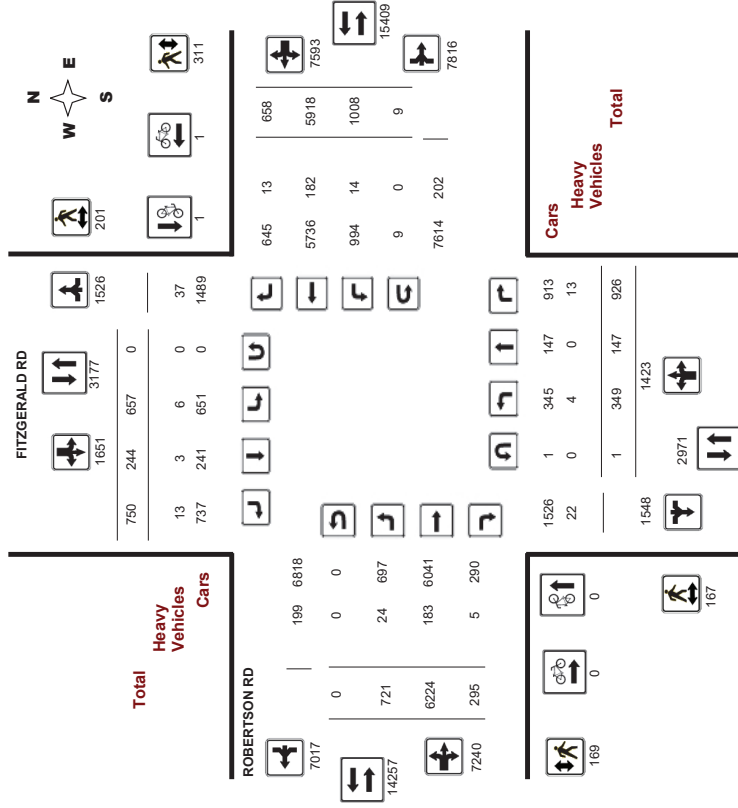 N
W E
S
201
311
1
1
FITZGERALD RD
1651
3177
1526
750 244 657 0
13 3 6 0 37
737 241 651 0 1489
Total
Heavy
Vehicles
Cars
7593
15409
7816
645 13 658
5736 182 5918
994 14 1008
9 0 9
7614 202
ROBERTSON RD
7017
14257
7240
199 6818
0 0 0
721 24 697
6224 183 6041
295 5 290
Cars
Heavy
Vehicles
Total
1526 1 345 147 913
22 0 4 0 13
1 349 147 926
1548
2971
1423
169
0
0
167